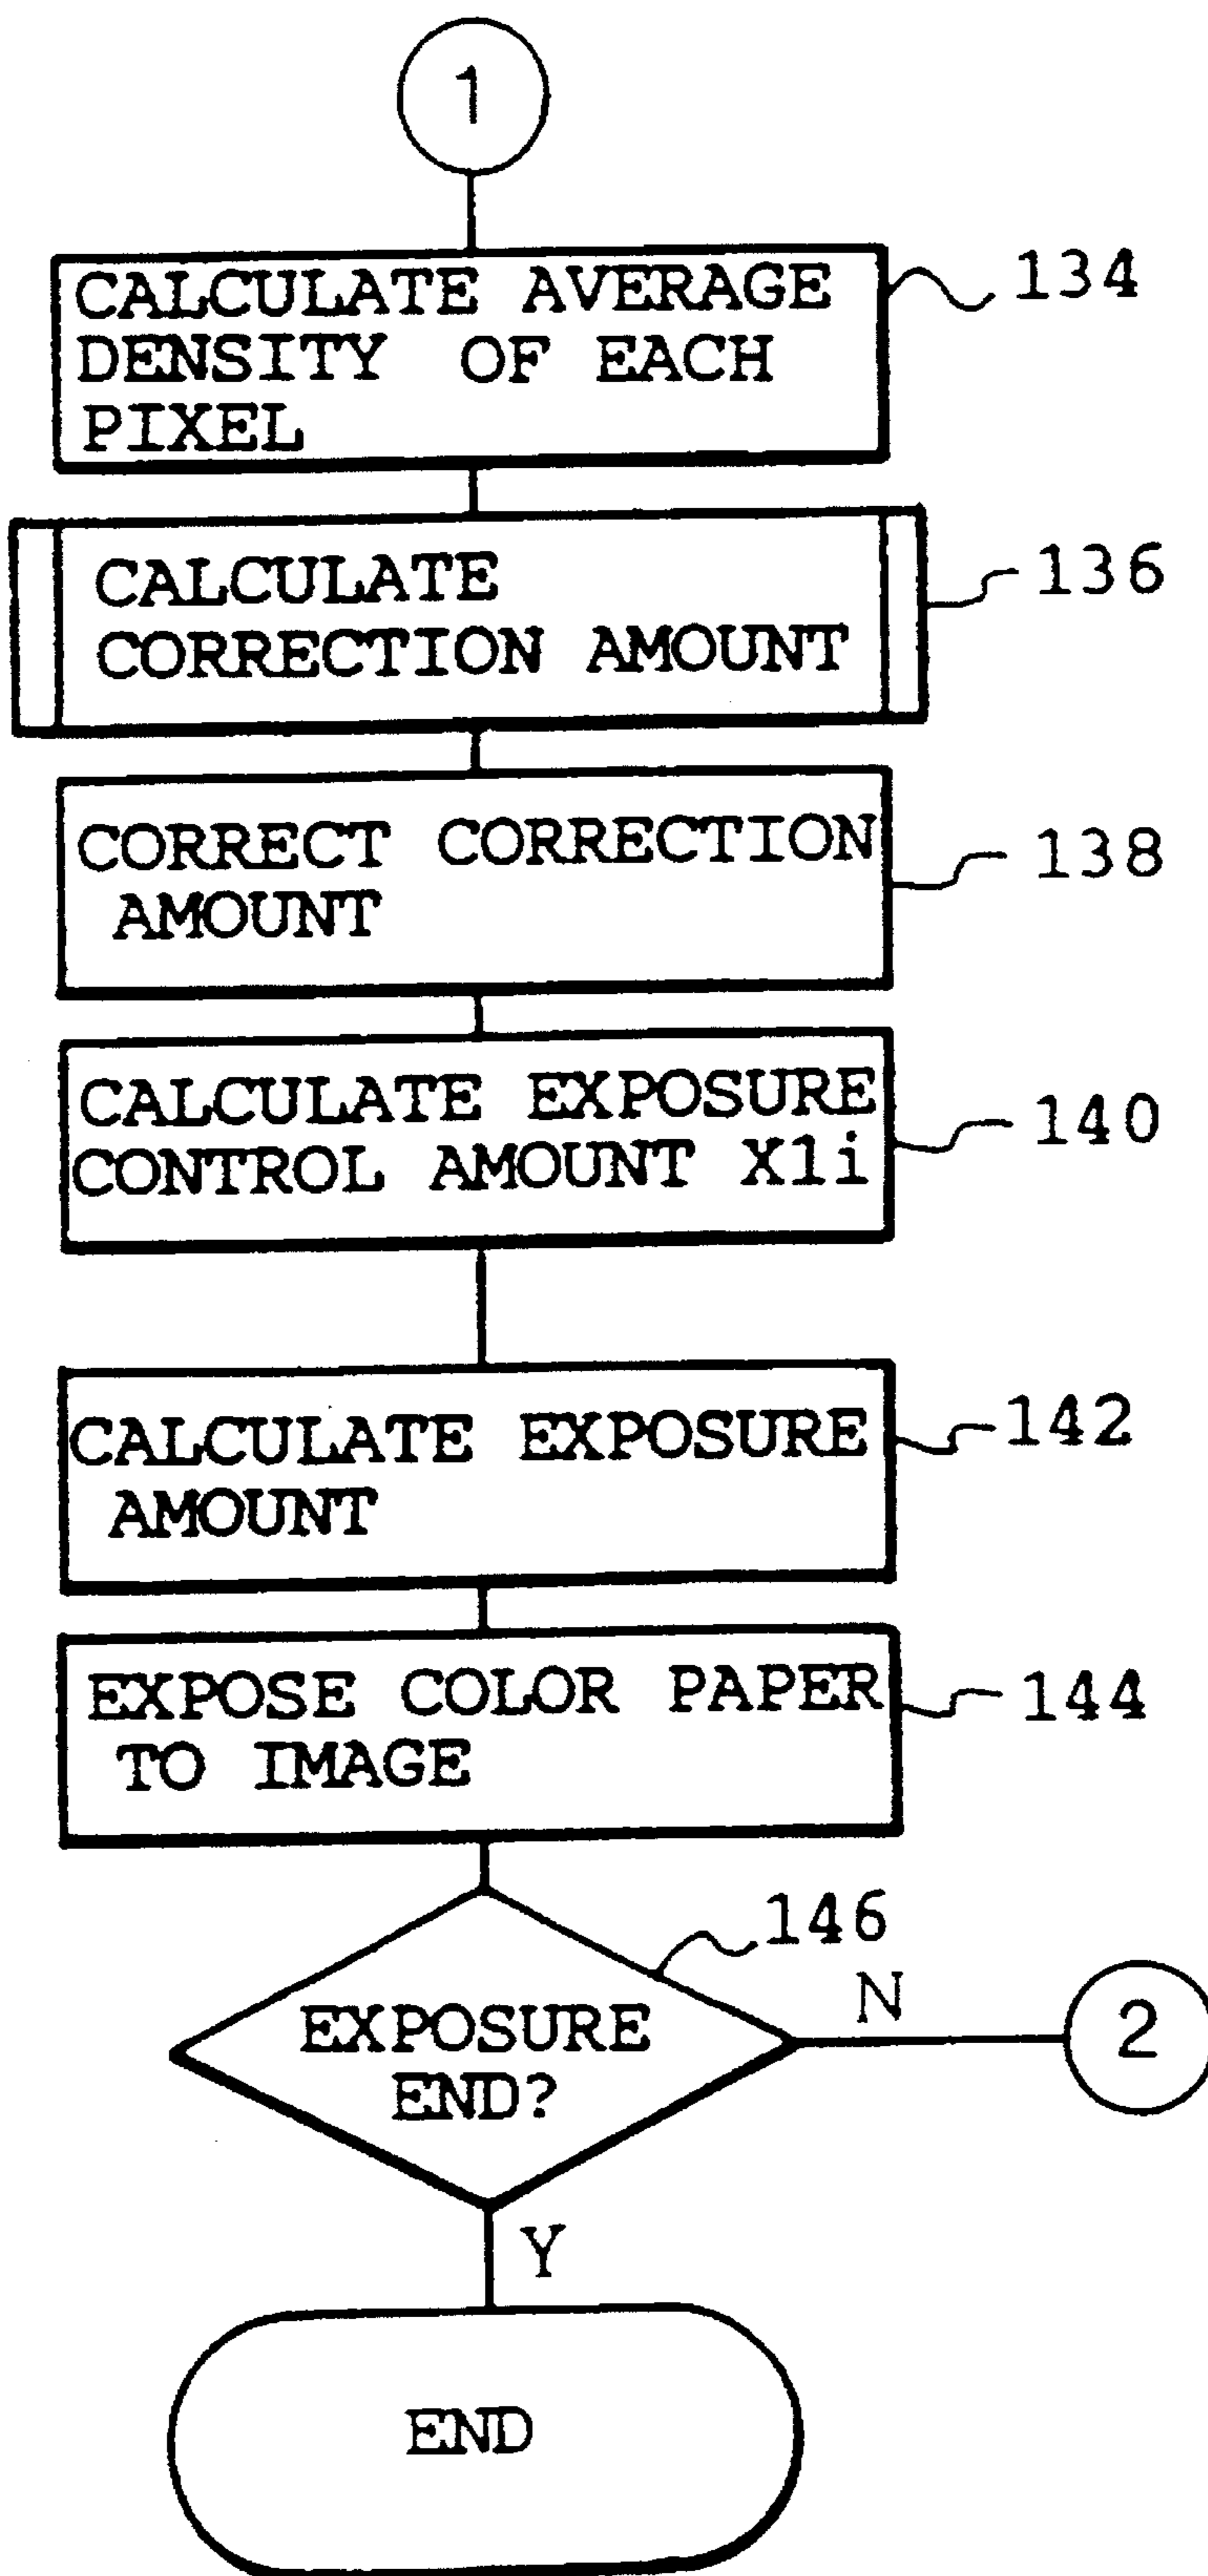 1
CALCULATE AVERAGE
DENSITY OF EACH
PIXEL
134
CALCULATE
CORRECTION AMOUNT
136
CORRECT CORRECTION
AMOUNT
138
CALCULATE EXPOSURE
CONTROL AMOUNT X1i
140
CALCULATE EXPOSURE
AMOUNT
142
EXPOSE COLOR PAPER
TO IMAGE
144
146
EXPOSURE
END?
N
2
Y
END